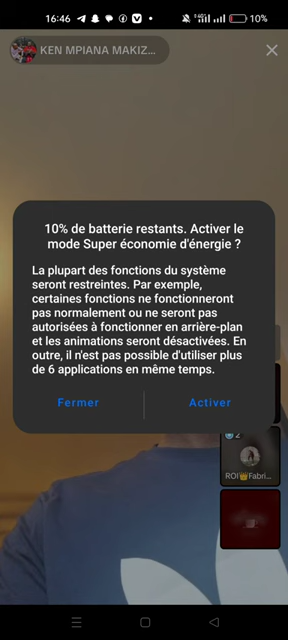 16:46
10%
KEN MPIANA MAKIZ...
10% de batterie restants. Activer le
mode Super économie d'énergie ?
La plupart des fonctions du système
seront restreintes. Par exemple,
certaines fonctions ne fonctionneront
pas normalement ou ne seront pas
autorisées à fonctionner en arrière-plan
et les animations seront désactivées. En
outre, il n'est pas possible d'utiliser plus
de 6 applications en même temps.
Fermer
Activer
2
ROI👑Fabri...